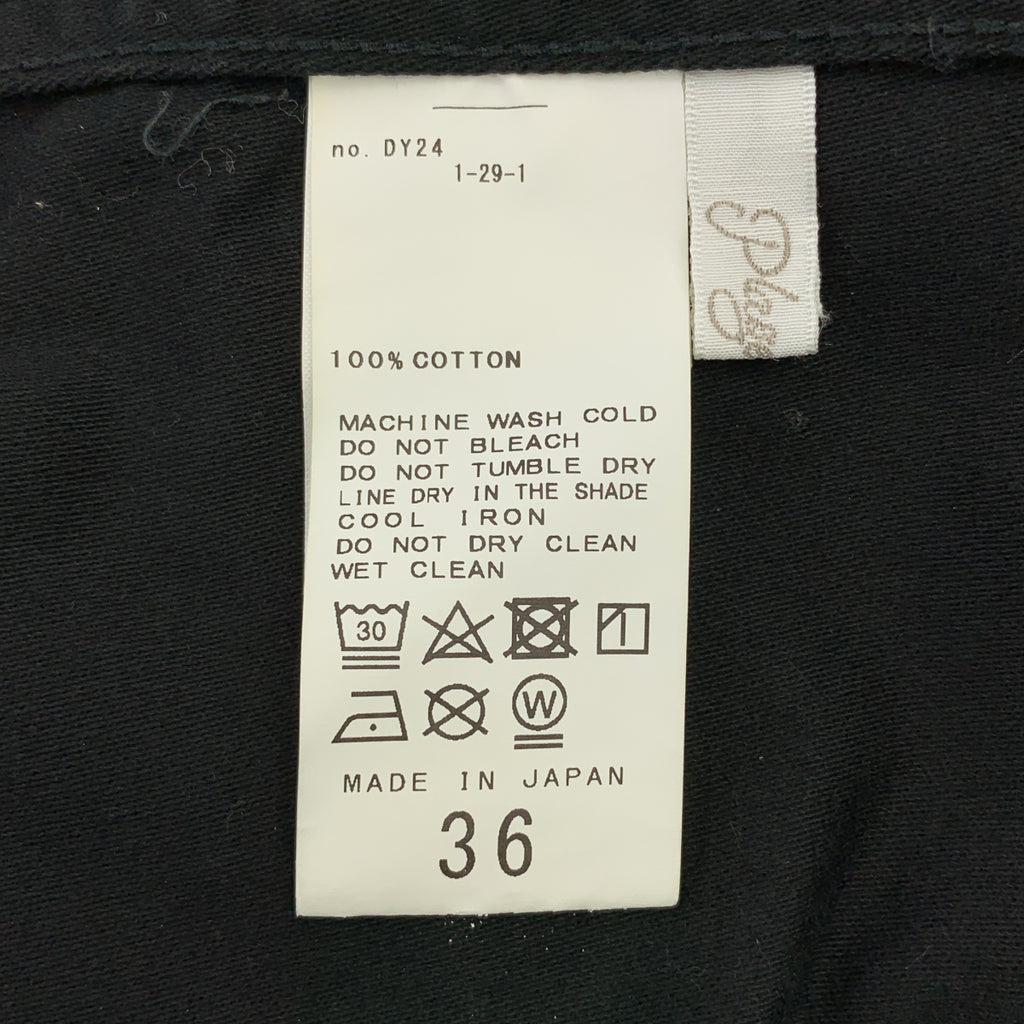 no. DY24
1-29-1
100% COTTON
MACHINE WASH COLD
DO NOT BLEACH
DO NOT TUMBLE DRY
LINE DRY IN THE SHADE
COOL IRON
DO NOT DRY CLEAN
WET CLEAN
30
W
MADE IN JAPAN
36